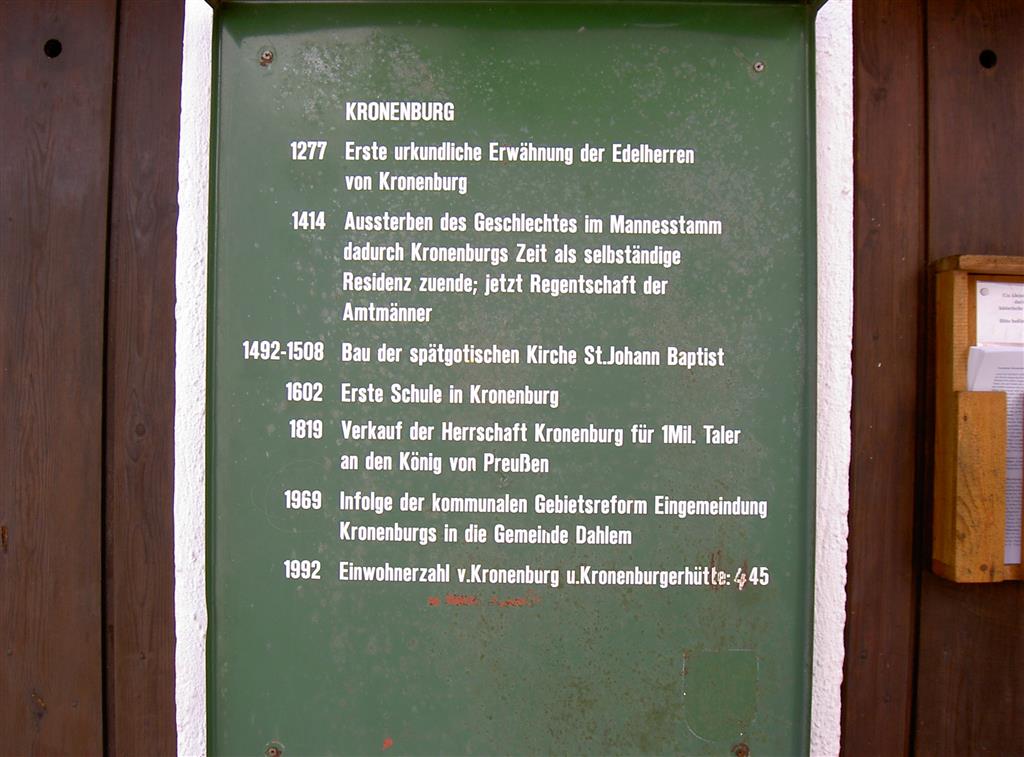 KRONENBURG
1277 Erste urkundliche Erwähnung der Edelherren
von Kronenburg
1414 Aussterben des Geschlechtes im Mannesstamm
dadurch Kronenburgs Zeit als selbständige
Residenz zuende; jetzt Regentschaft der
Amtmänner
1492-1508 Bau der spätgotischen Kirche St.Johann Baptist
1602 Erste Schule in Kronenburg
1819 Verkauf der Herrschaft Kronenburg für 1Mil. Taler
an den König von Preußen
1969 Infolge der kommunalen Gebietsreform Eingemeindung
Kronenburgs in die Gemeinde Dahlem
1992 Einwohnerzahl v.Kronenburg u.Kronenburgerhütte: 445